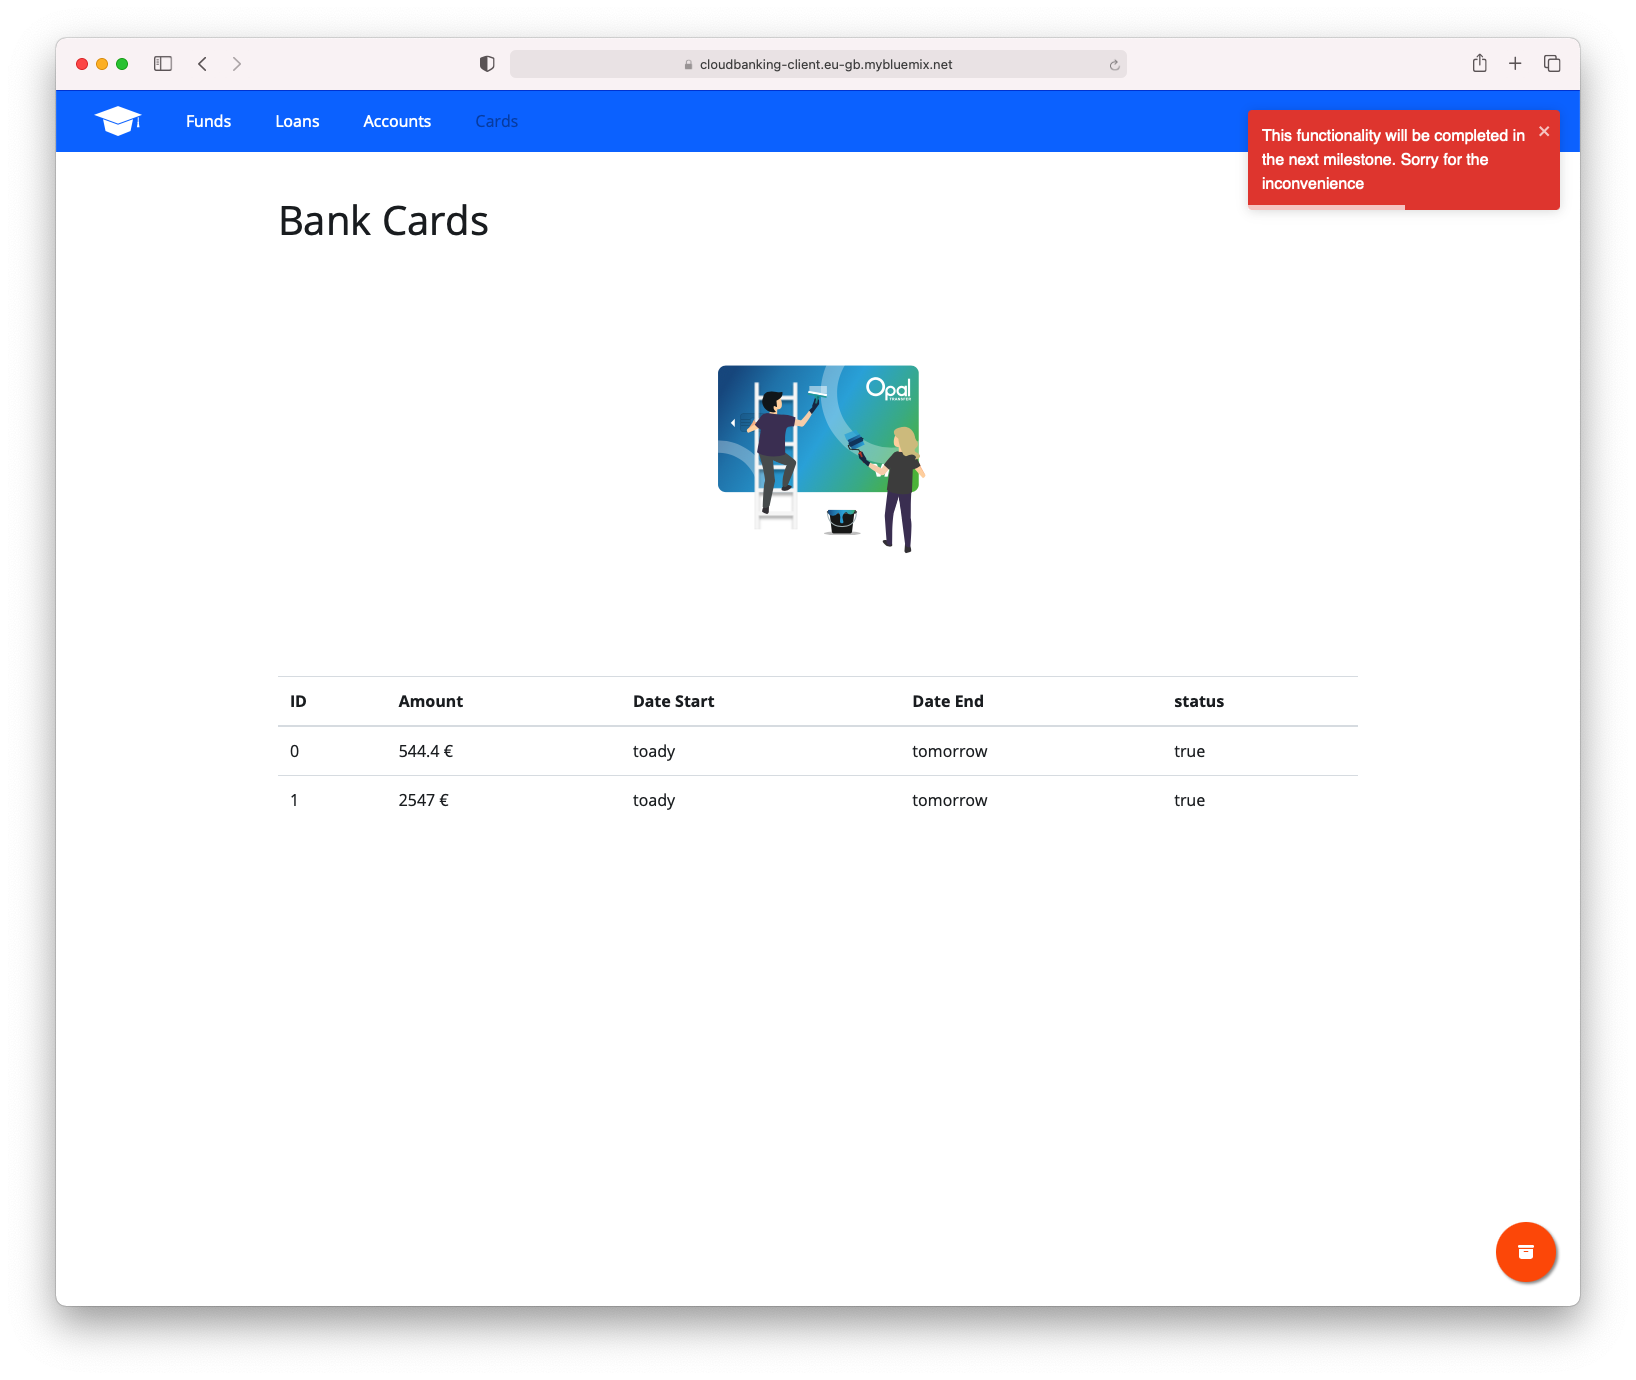 cloudbanking-client.eu-gb.mybluemix.net
Funds Loans Accounts Cards
This functionality will be completed in
the next milestone. Sorry for the
inconvenience
Bank Cards
Opal
TRANSFER
ID Amount Date Start Date End status
0 544.4 € toady tomorrow true
1 2547 € toady tomorrow true